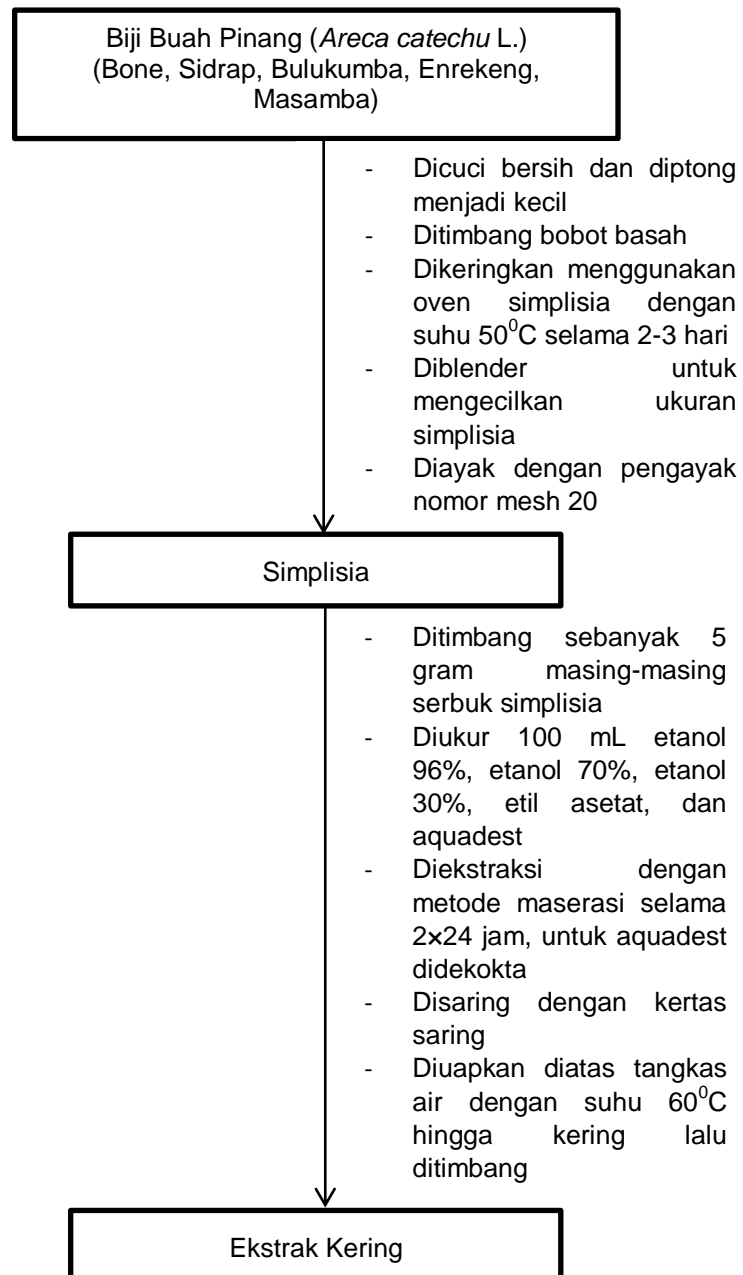 Biji Buah Pinang (Areca catechu L.)
(Bone, Sidrap, Bulukumba, Enrekeng,
Masamba)
- Dicuci bersih dan diptong
menjadi kecil
- Ditimbang bobot basah
- Dikeringkan menggunakan
oven simplisia dengan
suhu 50⁰C selama 2-3 hari
- Diblender untuk
mengecilkan ukuran
simplisia
- Diayak dengan pengayak
nomor mesh 20
Simplisia
- Ditimbang sebanyak 5
gram masing-masing
serbuk simplisia
- Diukur 100 mL etanol
96%, etanol 70%, etanol
30%, etil asetat, dan
aquadest
- Diekstraksi dengan
metode maserasi selama
2×24 jam, untuk aquadest
didekokta
- Disaring dengan kertas
saring
- Diuapkan diatas tangkas
air dengan suhu 60⁰C
hingga kering lalu
ditimbang
Ekstrak Kering